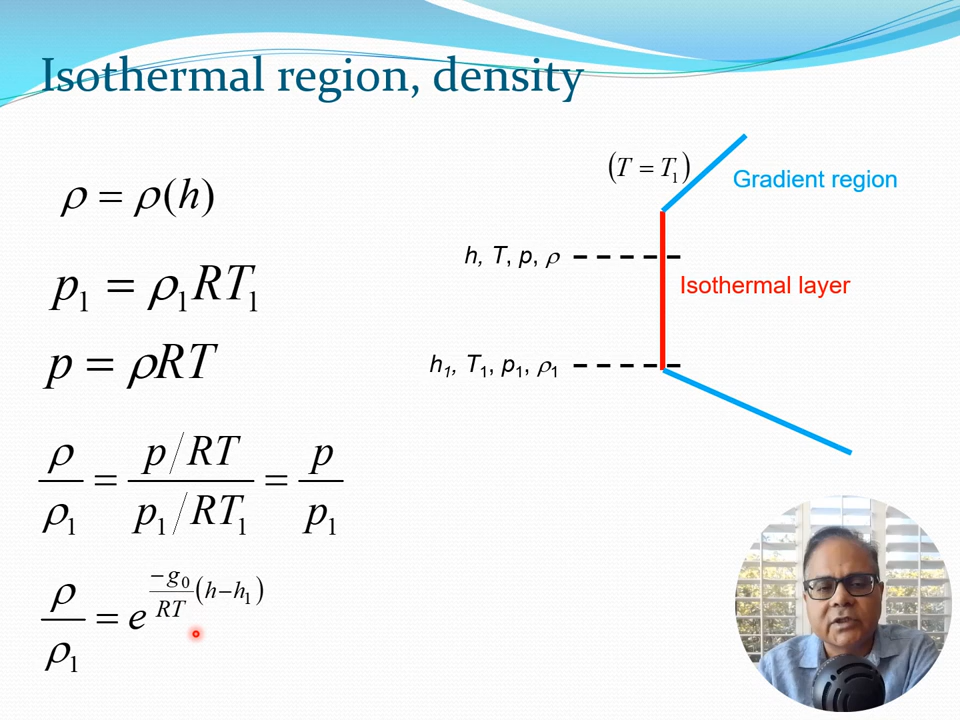 Isothermal region, density
ρ = ρ(h)
p₁ = ρ₁RT₁
p = ρRT
ρ/ρ₁ = (p/RT)/(p₁/RT₁) = p/p₁
ρ/ρ₁ = e^((-g₀/RT)(h-h₁))
(T = T₁)
Gradient region
h, T, p, ρ
Isothermal layer
h₁, T₁, p₁, ρ₁